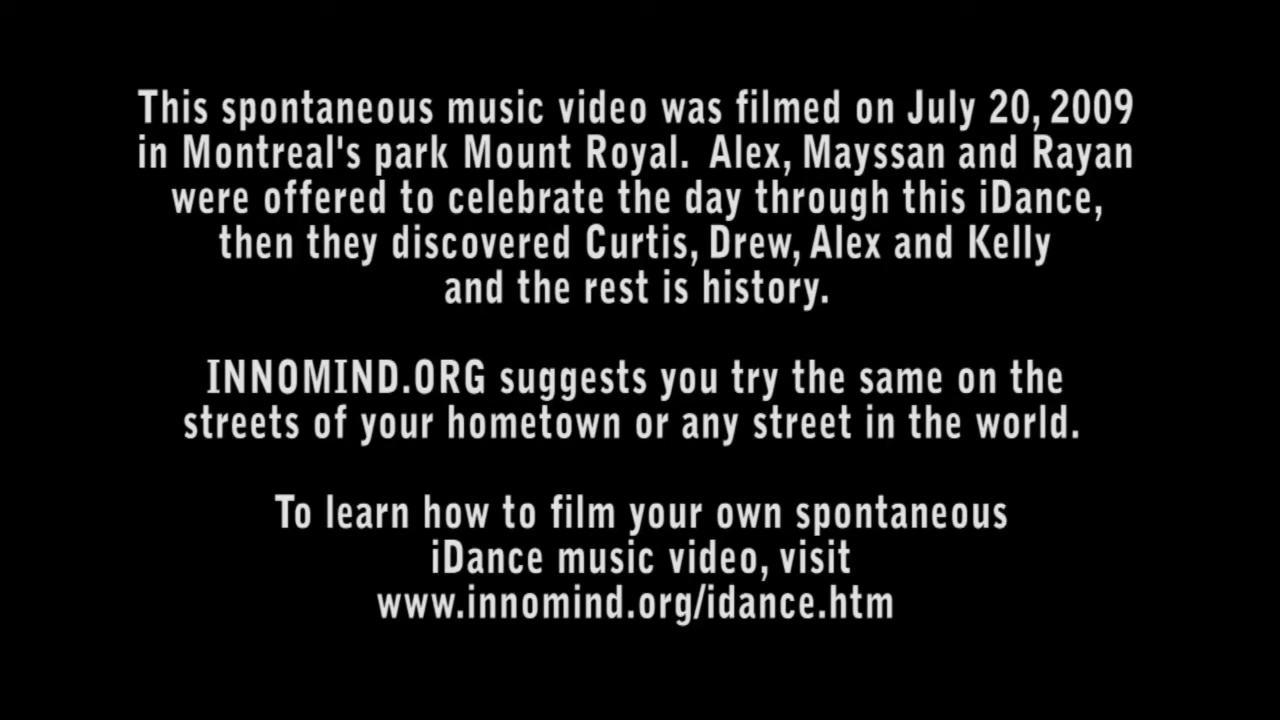 This spontaneous music video was filmed on July 20, 2009
in Montreal's park Mount Royal. Alex, Mayssan and Rayan
were offered to celebrate the day through this iDance,
then they discovered Curtis, Drew, Alex and Kelly
and the rest is history.
INNOMIND.ORG suggests you try the same on the
streets of your hometown or any street in the world.
To learn how to film your own spontaneous
iDance music video, visit
www.innomind.org/idance.htm